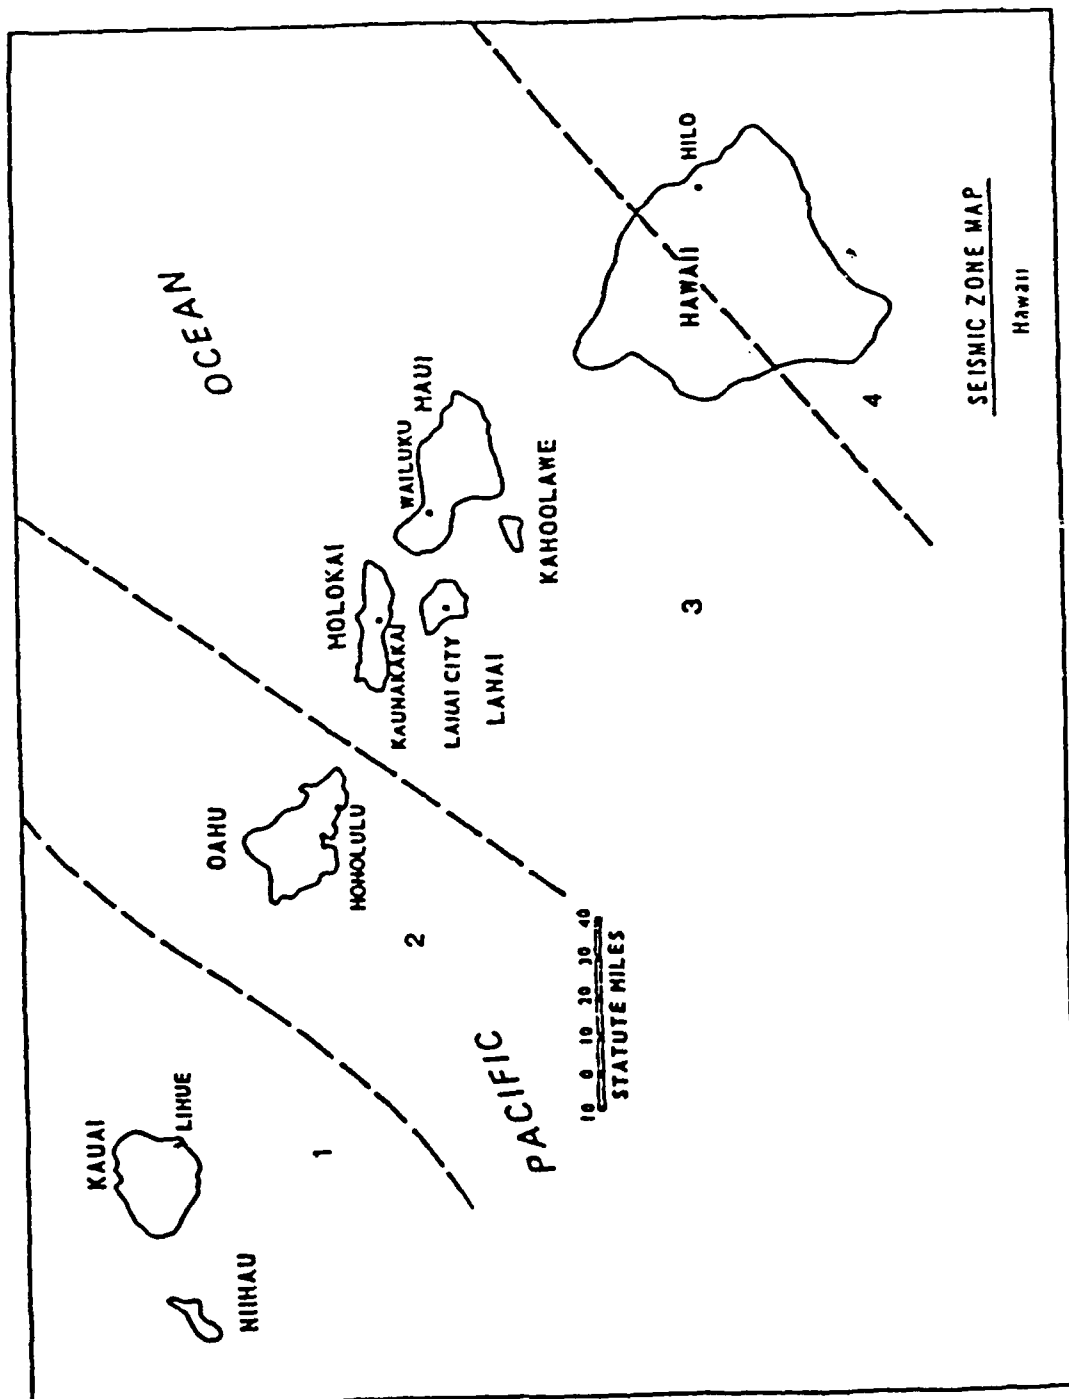 OCEAN
KAUAI
LIHUE
NIIHAU
1
OAHU
HONOLULU
2
PACIFIC
MOLOKAI
KAUNAKAKAI
WAILUKU
MAUI
LANAI CITY
LANAI
KAHOOLAWE
10 0 10 20 30 40
STATUTE MILES
3
HILO
HAWAII
4
SEISMIC ZONE MAP
Hawaii